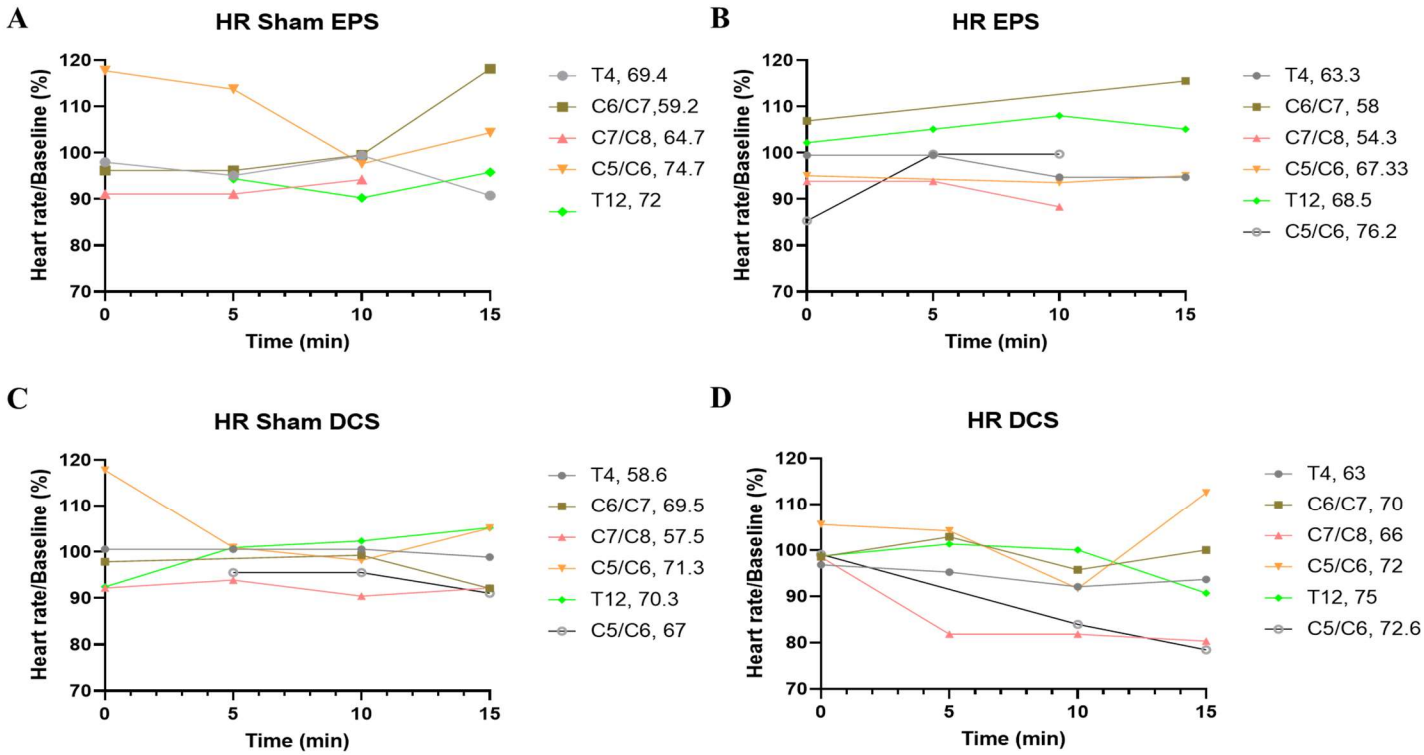 A
HR Sham EPS
Heart rate/Baseline (%)
120
110
100
90
80
70
0
5
10
15
Time (min)
T4, 69.4
C6/C7,59.2
C7/C8, 64.7
C5/C6, 74.7
T12, 72
B
HR EPS
Heart rate/Baseline (%)
120
110
100
90
80
70
0
5
10
15
Time (min)
T4, 63.3
C6/C7, 58
C7/C8, 54.3
C5/C6, 67.33
T12, 68.5
C5/C6, 76.2
C
HR Sham DCS
Heart rate/Baseline (%)
120
110
100
90
80
70
0
5
10
15
Time (min)
T4, 58.6
C6/C7, 69.5
C7/C8, 57.5
C5/C6, 71.3
T12, 70.3
C5/C6, 67
D
HR DCS
Heart rate/Baseline (%)
120
110
100
90
80
70
0
5
10
15
Time (min)
T4, 63
C6/C7, 70
C7/C8, 66
C5/C6, 72
T12, 75
C5/C6, 72.6